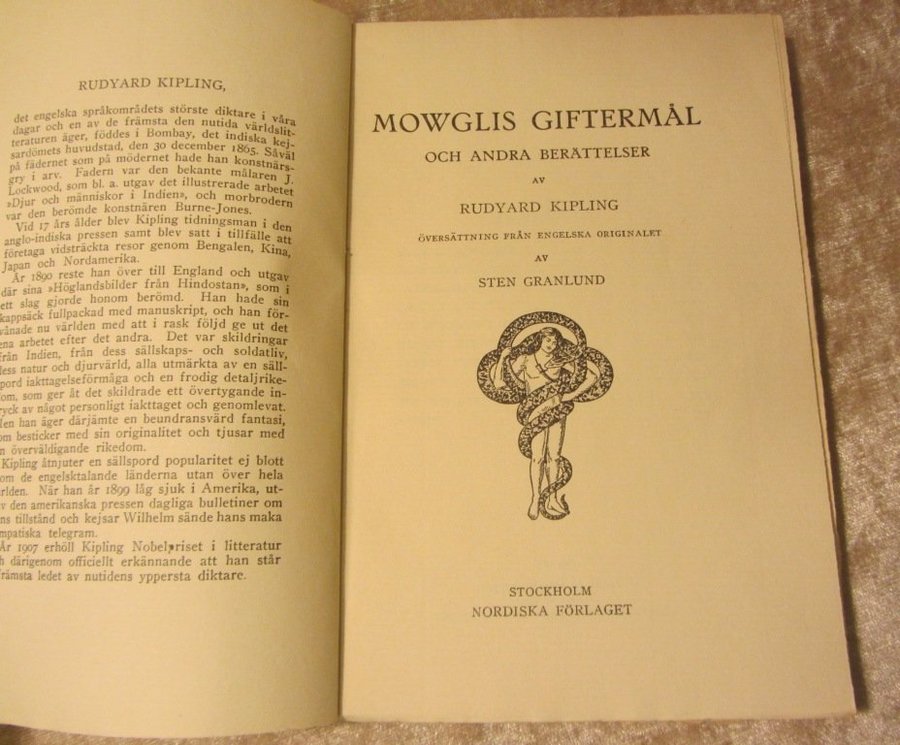 RUDYARD KIPLING,
det engelska språkområdets störste diktare i våra
dagar och en av de främsta den nutida världslit-
teraturen äger, föddes i Bombay, det indiska kej-
sardömets huvudstad, den 30 december 1865. Såväl
på fädernet som på mödernet hade han konstnärs-
gry i arv. Fadern var den bekante målaren J.
Lockwood, som bl. a. utgav det illustrerade arbetet
»Djur och människor i Indien», och morbrodern
var den berömde konstnären Burne-Jones.
Vid 17 års ålder blev Kipling tidningsman i den
anglo-indiska pressen samt blev satt i tillfälle att
företaga vidsträckta resor genom Bengalen, Kina,
Japan och Nordamerika.
År 1890 reste han över till England och utgav
där sina »Höglandsbilder från Hindostan», som i
ett slag gjorde honom berömd. Han hade sin
kappsäck fullpackad med manuskript, och han för-
vånade nu världen med att i rask följd ge ut det
ena arbetet efter det andra. Det var skildringar
från Indien, från dess sällskaps- och soldatliv,
dess natur och djurvärld, alla utmärkta av en säll-
spord iakttagelseförmåga och en frodig detaljrike-
dom, som ger åt det skildrade ett övertygande in-
tryck av något personligt iakttaget och genomlevat.
Men han äger därjämte en beundransvärd fantasi,
som besticker med sin originalitet och tjusar med
en överväldigande rikedom.
Kipling åtnjuter en sällspord popularitet ej blott
inom de engelsktalande länderna utan över hela
världen. När han år 1899 låg sjuk i Amerika, ut-
gav den amerikanska pressen dagliga bulletiner om
hans tillstånd och kejsar Wilhelm sände hans maka
sympatiska telegram.
År 1907 erhöll Kipling Nobelpriset i litteratur
och därigenom officiellt erkännande att han står
i främsta ledet av nutidens yppersta diktare.
MOWGLIS GIFTERMÅL
OCH ANDRA BERÄTTELSER
AV
RUDYARD KIPLING
ÖVERSÄTTNING FRÅN ENGELSKA ORIGINALET
AV
STEN GRANLUND
STOCKHOLM
NORDISKA FÖRLAGET